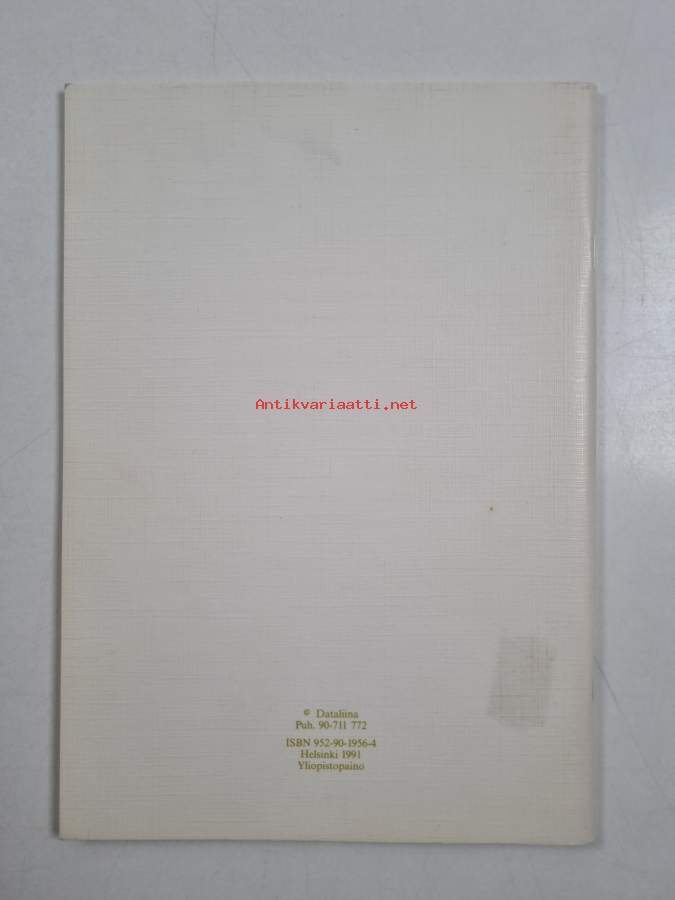 Antikvariaatti.net
© Dataliina
Puh. 90-711 772
ISBN 952-90-1956-4
Helsinki 1991
Yliopistopaino